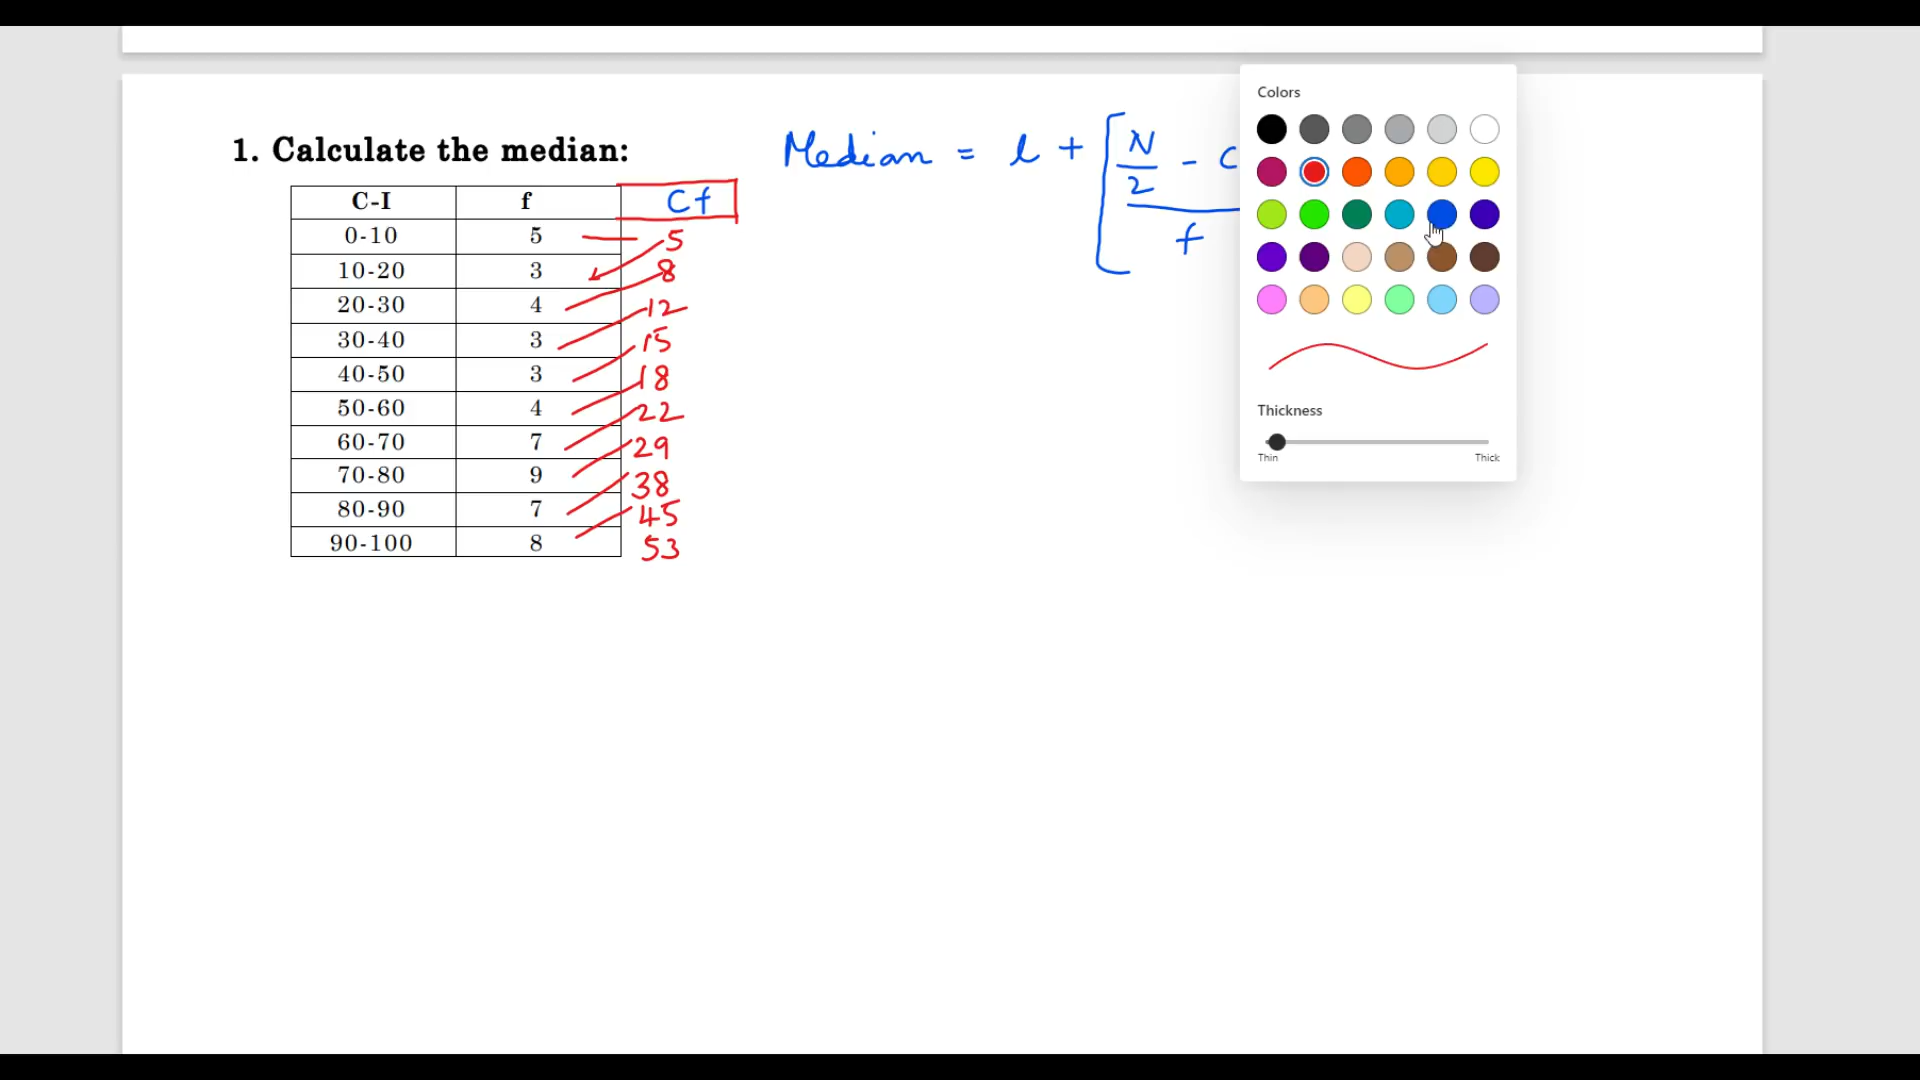 1. Calculate the median:
Median = l + [ N/2 - C
f
C-I f Cf
0-10 5 5
10-20 3 8
20-30 4 12
30-40 3 15
40-50 3 18
50-60 4 22
60-70 7 29
70-80 9 38
80-90 7 45
90-100 8 53
Colors
Thickness
Thin Thick